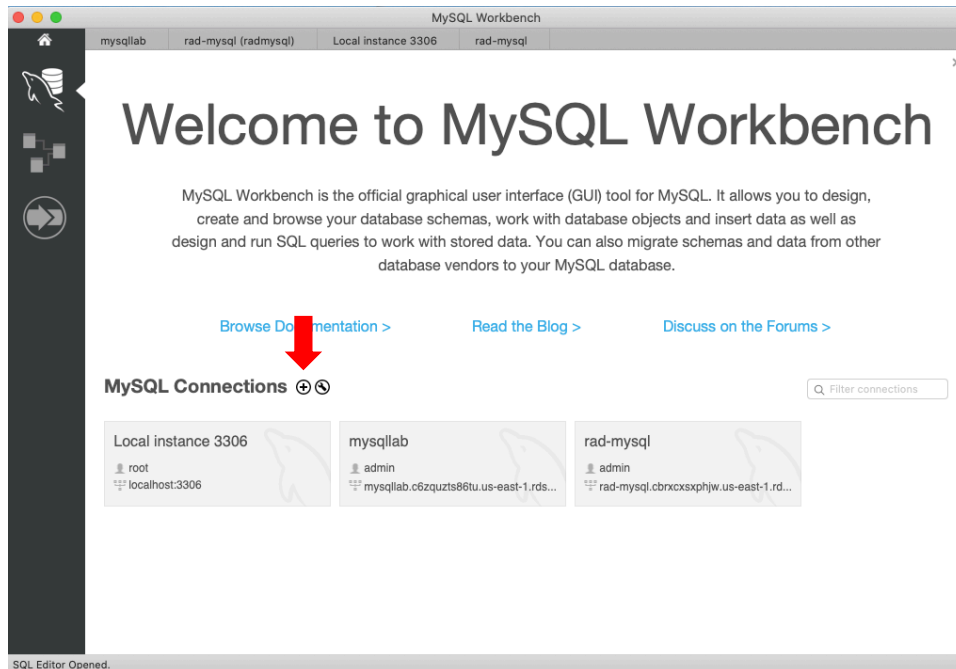 MySQL Workbench
mysqllab
rad-mysql (radmysql)
Local instance 3306
rad-mysql
Welcome to MySQL Workbench
MySQL Workbench is the official graphical user interface (GUI) tool for MySQL. It allows you to design,
create and browse your database schemas, work with database objects and insert data as well as
design and run SQL queries to work with stored data. You can also migrate schemas and data from other
database vendors to your MySQL database.
Read the Blog >
Discuss on the Forums >
Browse Do mentation >
MySQL Connections
Filter connections
Local instance 3306
root
localhost:3306
mysqllab
admin
mysqllab.c6zquzts86tu.us-east-1.rds...
rad-mysql
admin
rad-mysql.cbrxcxsxphjw.us-east-1.rd...
SQL Editor Opened.